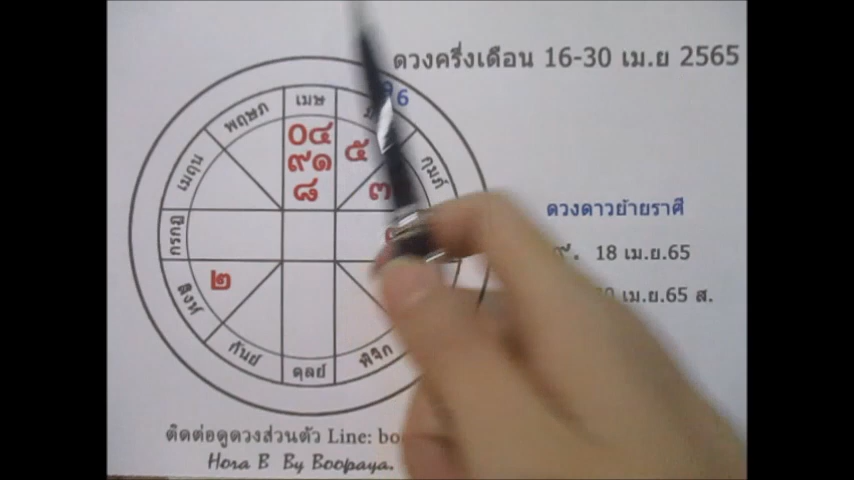 ดวงครึ่งเดือน 16-30 เม.ย 2565
6
เมษ
พฤษภ
เมถุน
กรกฎ
สิงห์
กันย์
ตุลย์
พิจิก
กุมภ์
๐๔
๙๑
๘
๕
๓
๒
ดวงดาวย้ายราศี
18 เม.ย.65
เม.ย.65 ส.
ติดต่อดูดวงส่วนตัว Line:
Hora B By Boopaya.